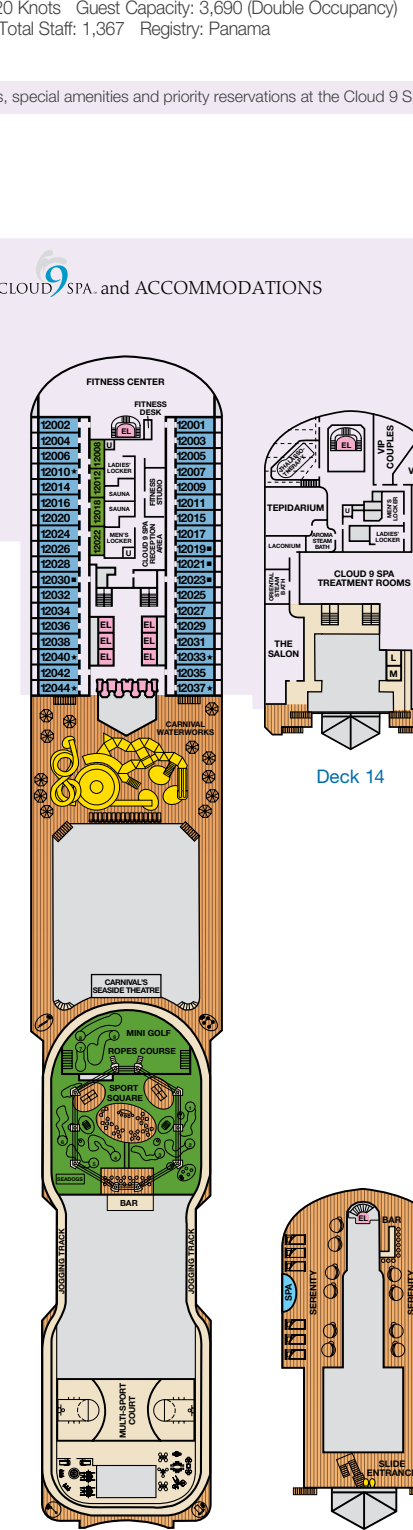 20 Knots Guest Capacity: 3,690 (Double Occupancy)
Total Staff: 1,367 Registry: Panama
s, special amenities and priority reservations at the Cloud 9 S
CLOUD 9 SPA and ACCOMMODATIONS
FITNESS CENTER
FITNESS
DESK
EL
12002
12004
12006
12010★
12014
12016
12020
12024
12026
12028
12030■
12032
12034
12036
12038
12040★
12042
12044★
12008
12012
12018
12022
U
LADIES'
LOCKER
SAUNA
SAUNA
MEN'S
LOCKER
U
FITNESS
STUDIO
CLOUD 9 SPA
RECEPTION
AREA
EL
EL
EL
EL
EL
EL
12001
12003
12005
12007
12009
12011
12015
12017
12019■
12021■
12023■
12025
12027
12029
12031
12033★
12035
12037★
CARNIVAL
WATERWORKS
CARNIVAL'S
SEASIDE THEATRE
MINI GOLF
ROPES COURSE
SPORT
SQUARE
SEADOGS
BAR
JOGGING TRACK
JOGGING TRACK
MULTI-SPORT
COURT
THALASSO-
THERAPY
EL
VIP
COUPLES
V
TEPIDARIUM
U
MEN'S
LOCKER
LADIES'
LOCKER
LACONIUM
AROMA
STEAM
BATH
ORIENTAL
STEAM
BATH
CLOUD 9 SPA
TREATMENT ROOMS
THE
SALON
L
M
Deck 14
EL
BAR
SPA
SERENITY
SERENITY
SLIDE
ENTRANCE